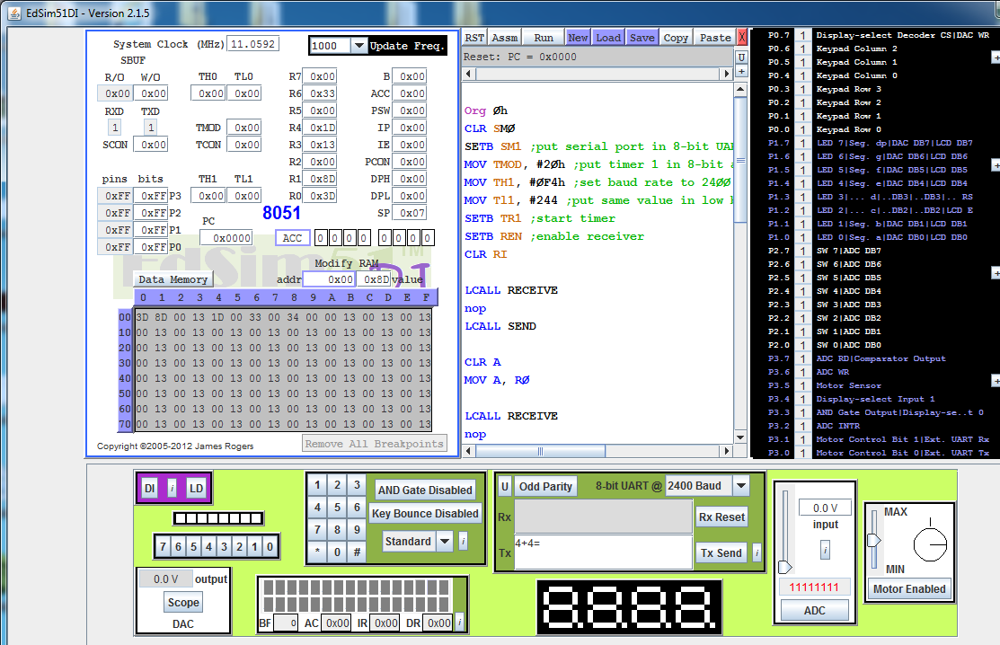 EdSim51DI - Version 2.1.5
System Clock (MHz) 11.0592 1000 Update Freq.
SBUF
R/O W/O TH0 TL0 R7 0x00 B 0x00
0x00 0x00 0x00 0x00 R6 0x33 ACC 0x00
RXD TXD R5 0x00 PSW 0x00
1 1 TMOD 0x00 R4 0x1D IP 0x00
SCON 0x00 TCON 0x00 R3 0x13 IE 0x00
R2 0x00 PCON 0x00
pins bits TH1 TL1 R1 0x8D DPH 0x00
0xFF 0xFF P3 0x00 0x00 R0 0x3D DPL 0x00
0xFF 0xFF P2 8051 SP 0x07
0xFF 0xFF P1 PC
0xFF 0xFF P0 0x0000 ACC 0 0 0 0 0 0 0 0
EdSim51 DI TM
Modify RAM
Data Memory addr 0x00 0x8D value
0 1 2 3 4 5 6 7 8 9 A B C D E F
00 3D 8D 00 13 1D 00 33 00 34 00 00 13 00 13 00 13
10 00 13 00 13 00 13 00 13 00 13 00 13 00 13 00 13
20 00 13 00 13 00 13 00 13 00 13 00 13 00 13 00 13
30 00 13 00 13 00 13 00 13 00 13 00 13 00 13 00 13
40 00 13 00 13 00 13 00 13 00 13 00 13 00 13 00 13
50 00 13 00 13 00 13 00 13 00 13 00 13 00 13 00 13
60 00 13 00 13 00 13 00 13 00 13 00 13 00 13 00 13
70 00 13 00 13 00 13 00 13 00 13 00 13 00 13 00 13
Copyright ©2005-2012 James Rogers Remove All Breakpoints
RST Assm Run New Load Save Copy Paste X
Reset: PC = 0x0000 U
+
Org 0h
CLR SM0
SETB SM1 ;put serial port in 8-bit UA
MOV TMOD, #20h ;put timer 1 in 8-bit a
MOV TH1, #0F4h ;set baud rate to 2400
MOV Tl1, #244 ;put same value in low b
SETB TR1 ;start timer
SETB REN ;enable receiver
CLR RI
LCALL RECEIVE
nop
LCALL SEND
CLR A
MOV A, R0
LCALL RECEIVE
nop
P0.7 1 Display-select Decoder CS|DAC WR
P0.6 1 Keypad Column 2
P0.5 1 Keypad Column 1
P0.4 1 Keypad Column 0
P0.3 1 Keypad Row 3
P0.2 1 Keypad Row 2
P0.1 1 Keypad Row 1
P0.0 1 Keypad Row 0
P1.7 1 LED 7|Seg. dp|DAC DB7|LCD DB7
P1.6 1 LED 6|Seg. g|DAC DB6|LCD DB6
P1.5 1 LED 5|Seg. f|DAC DB5|LCD DB5
P1.4 1 LED 4|Seg. e|DAC DB4|LCD DB4
P1.3 1 LED 3|... d|..DB3|..DB3|.. RS
P1.2 1 LED 2|... c|..DB2|..DB2|LCD E
P1.1 1 LED 1|Seg. b|DAC DB1|LCD DB1
P1.0 1 LED 0|Seg. a|DAC DB0|LCD DB0
P2.7 1 SW 7|ADC DB7
P2.6 1 SW 6|ADC DB6
P2.5 1 SW 5|ADC DB5
P2.4 1 SW 4|ADC DB4
P2.3 1 SW 3|ADC DB3
P2.2 1 SW 2|ADC DB2
P2.1 1 SW 1|ADC DB1
P2.0 1 SW 0|ADC DB0
P3.7 1 ADC RD|Comparator Output
P3.6 1 ADC WR
P3.5 1 Motor Sensor
P3.4 1 Display-select Input 1
P3.3 1 AND Gate Output|Display-se..t 0
P3.2 1 ADC INTR
P3.1 1 Motor Control Bit 1|Ext. UART Rx
P3.0 1 Motor Control Bit 0|Ext. UART Tx
DI i LD
7 6 5 4 3 2 1 0
0.0 V output
Scope
DAC
1 2 3 AND Gate Disabled
4 5 6 Key Bounce Disabled
7 8 9 Standard i
* 0 #
BF 0 AC 0x00 IR 0x00 DR 0x00 i
U Odd Parity 8-bit UART @ 2400 Baud
Rx Rx Reset
4+4=
Tx Tx Send i
8.8.8.8.
0.0 V
input
i
11111111
ADC
MAX
MIN
Motor Enabled